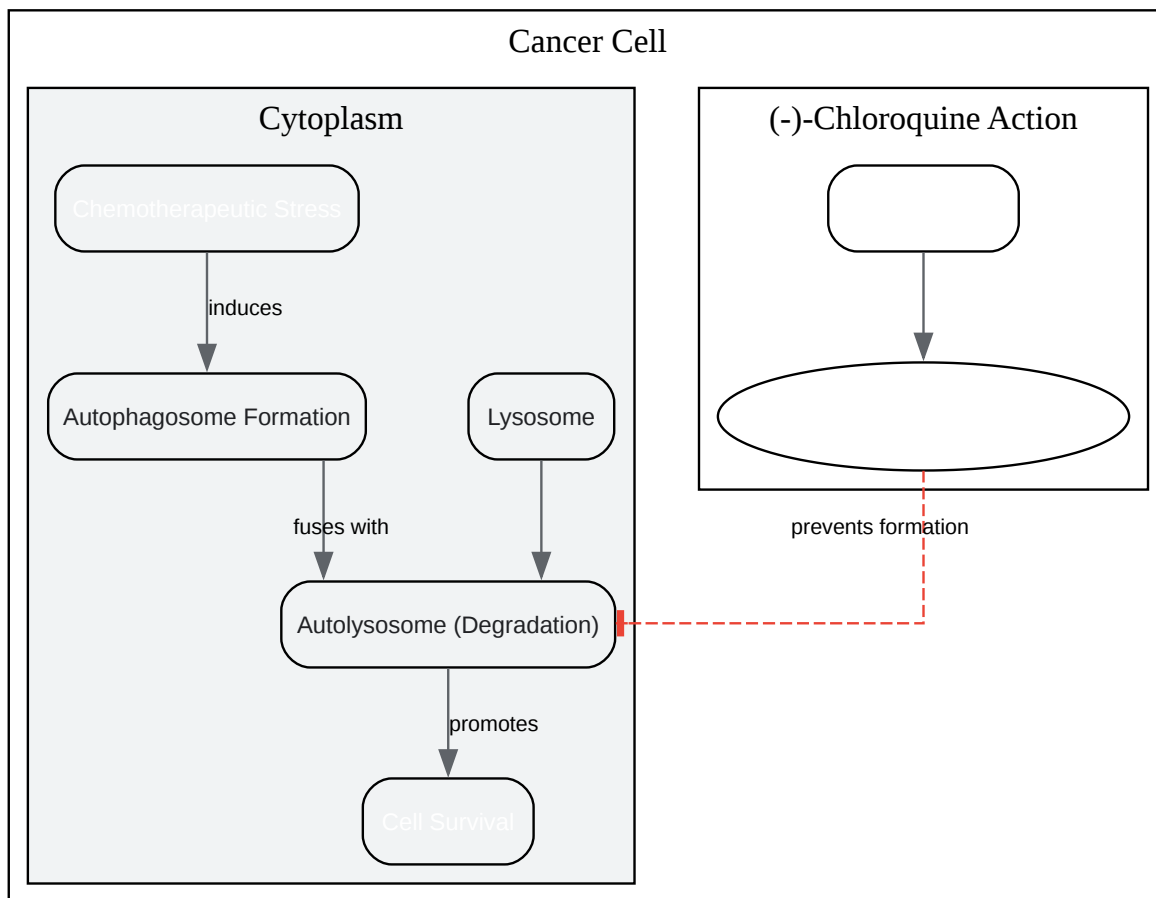 Cancer Cell
Cytoplasm
(-)-Chloroquine Action
Chemotherapeutic Stress
induces
Autophagosome Formation
Lysosome
fuses with
prevents formation
Autolysosome (Degradation)
promotes
Cell Survival